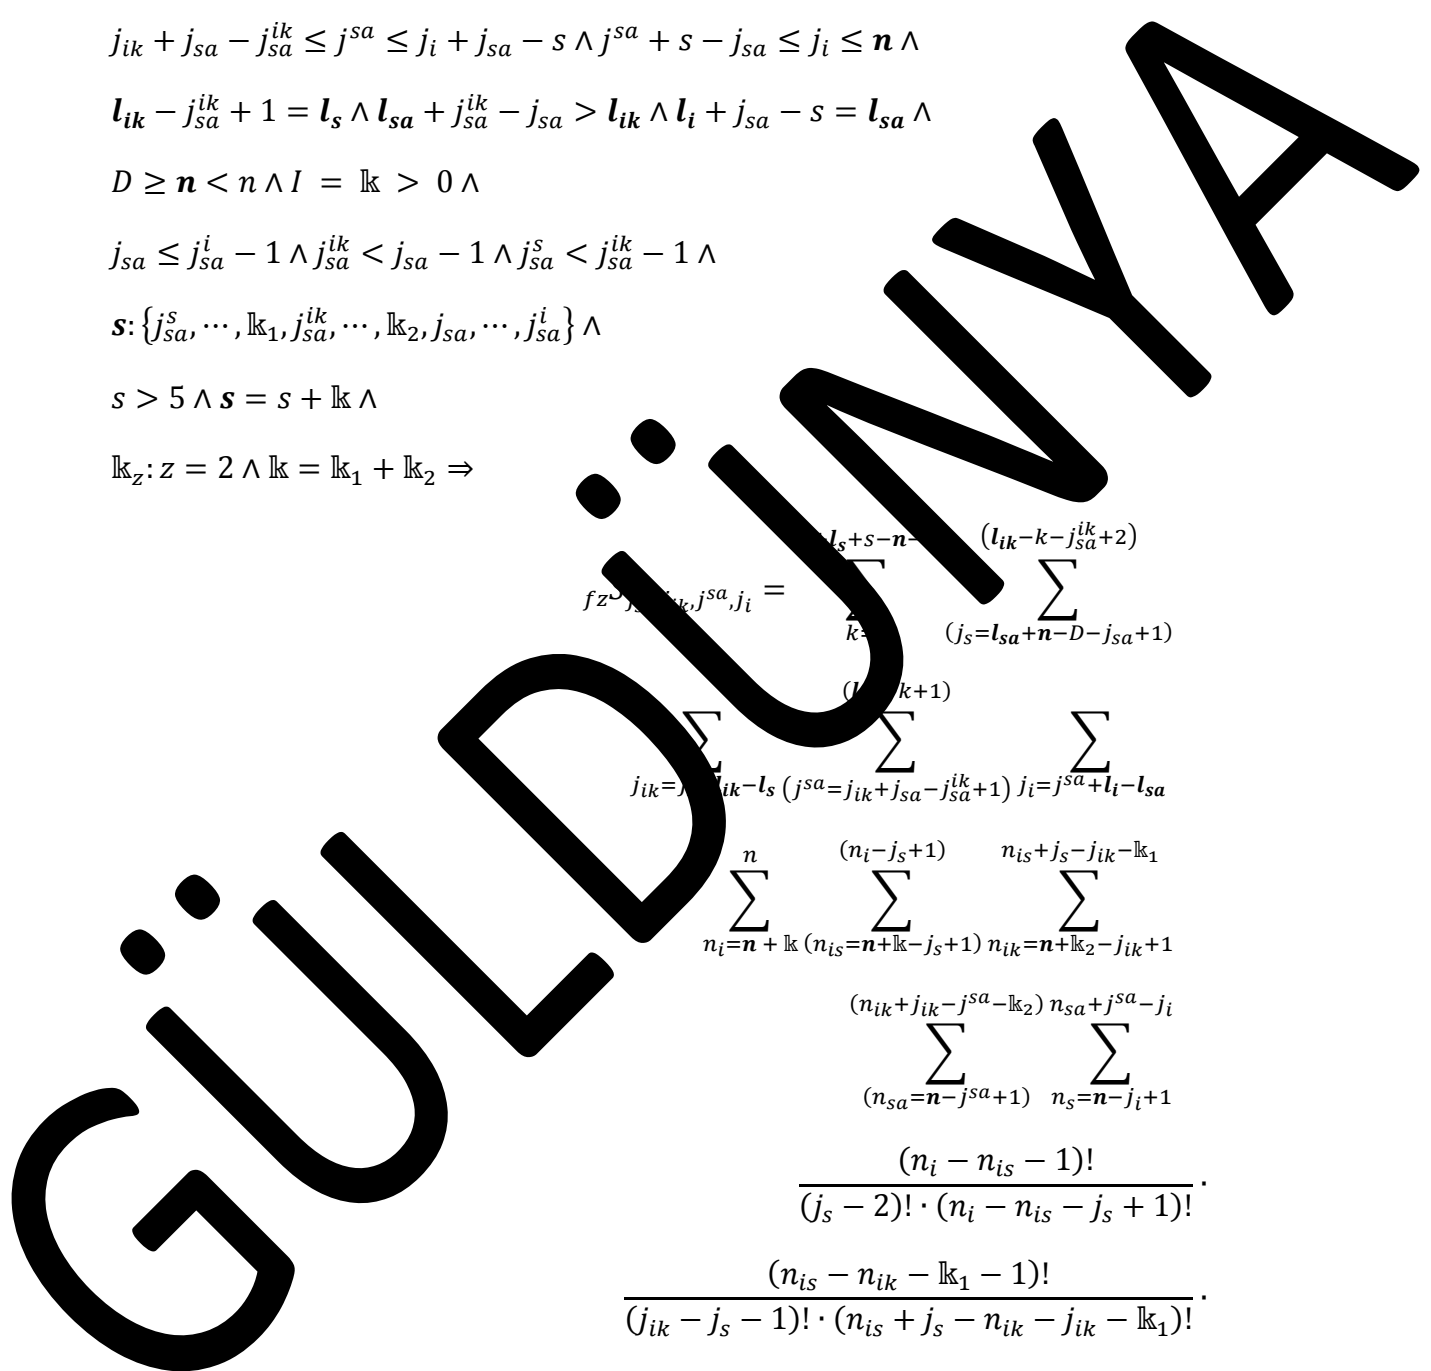 j_{ik} + j_{sa} − j_{sa}^{ik} ≤ j^{sa} ≤ j_i + j_{sa} − s ∧ j^{sa} + s − j_{sa} ≤ j_i ≤ n ∧
l_{ik} − j_{sa}^{ik} + 1 = l_s ∧ l_{sa} + j_{sa}^{ik} − j_{sa} > l_{ik} ∧ l_i + j_{sa} − s = l_{sa} ∧
D ≥ n < n ∧ I = 𝕜 > 0 ∧
j_{sa} ≤ j_{sa}^i − 1 ∧ j_{sa}^{ik} < j_{sa} − 1 ∧ j_{sa}^s < j_{sa}^{ik} − 1 ∧
s: {j_{sa}^s, ⋯ , 𝕜_1, j_{sa}^{ik}, ⋯ , 𝕜_2, j_{sa}, ⋯ , j_{sa}^i} ∧
s > 5 ∧ s = s + 𝕜 ∧
𝕜_z: z = 2 ∧ 𝕜 = 𝕜_1 + 𝕜_2 ⇒
l_s+s−n− (l_{ik}−k−j_{sa}^{ik}+2)
j^{sa},j_i = ∑ ∑
(j_s=l_{sa}+n−D−j_{sa}+1)
k+1)
∑ ∑ ∑
(j^{sa}=j_{ik}+j_{sa}−j_{sa}^{ik}+1) j_i=j^{sa}+l_i−l_{sa}
n (n_i−j_s+1) n_{is}+j_s−j_{ik}−𝕜_1
∑ ∑ ∑
n_i=n + 𝕜 (n_{is}=n+𝕜−j_s+1) n_{ik}=n+𝕜_2−j_{ik}+1
(n_{ik}+j_{ik}−j^{sa}−𝕜_2) n_{sa}+j^{sa}−j_i
∑ ∑
(n_{sa}=n−j^{sa}+1) n_s=n−j_i+1
(n_i − n_{is} − 1)!
(j_s − 2)! · (n_i − n_{is} − j_s + 1)! ·
(n_{is} − n_{ik} − 𝕜_1 − 1)!
(j_{ik} − j_s − 1)! · (n_{is} + j_s − n_{ik} − j_{ik} − 𝕜_1)! ·
GÜLDÜNYA